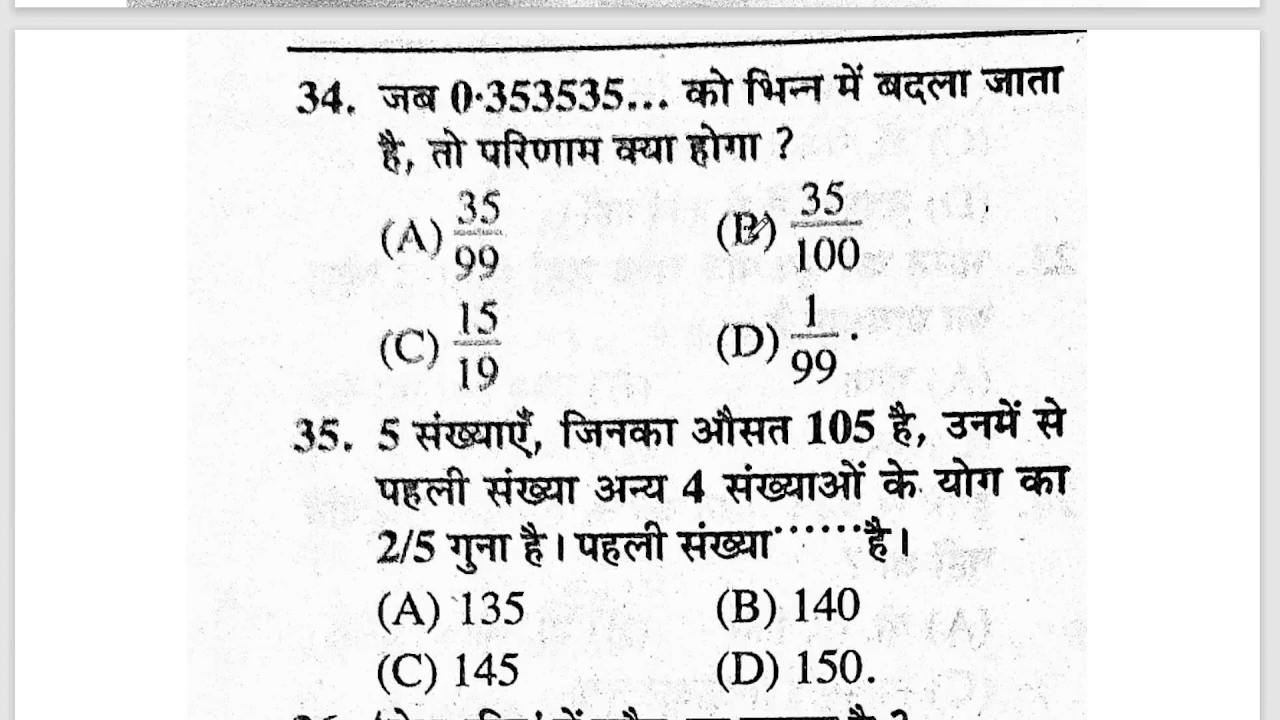 34. जब 0·353535... को भिन्न में बदला जाता
है, तो परिणाम क्या होगा ?
(A) 35/99 (B) 35/100
(C) 15/19 (D) 1/99 .
35. 5 संख्याएँ, जिनका औसत 105 है, उनमें से
पहली संख्या अन्य 4 संख्याओं के योग का
2/5 गुना है। पहली संख्या......है।
(A) 135 (B) 140
(C) 145 (D) 150.